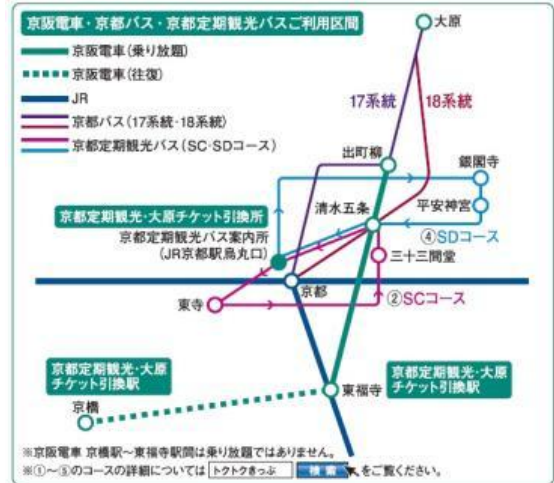 京阪電車・京都バス・京都定期観光バスご利用区間
京阪電車(乗り放題)
京阪電車(往復)
JR
京都バス(17系統・18系統)
京都定期観光バス(SC・SDコース)
大原
17系統
18系統
出町柳
銀閣寺
平安神宮
清水五条
④SDコース
京都定期観光・大原チケット引換所
京都定期観光バス案内所
(JR京都駅烏丸口)
三十三間堂
京都
②SCコース
東寺
京都定期観光・大原
チケット引換駅
京橋
京都定期観光・大原
チケット引換駅
東福寺
※京阪電車 京橋駅~東福寺駅間は乗り放題ではありません。
※①~⑤のコースの詳細については トクトクきっぷ 検索 をご覧ください。